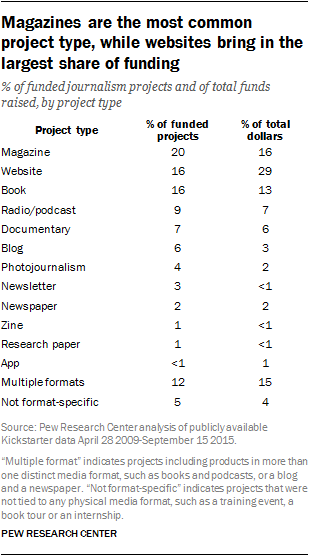 Magazines are the most common
project type, while websites bring in the
largest share of funding
% of funded journalism projects and of total funds
raised, by project type
Project type % of funded projects % of total dollars
Magazine 20 16
Website 16 29
Book 16 13
Radio/podcast 9 7
Documentary 7 6
Blog 6 3
Photojournalism 4 2
Newsletter 3 <1
Newspaper 2 2
Zine 1 <1
Research paper 1 <1
App <1 1
Multiple formats 12 15
Not format-specific 5 4
Source: Pew Research Center analysis of publicly available
Kickstarter data April 28 2009-September 15 2015.
“Multiple format” indicates projects including products in more
than one distinct media format, such as books and podcasts, or a blog
and a newspaper. “Not format-specific” indicates projects that were
not tied to any physical media format, such as a training event, a
book tour or an internship.
PEW RESEARCH CENTER